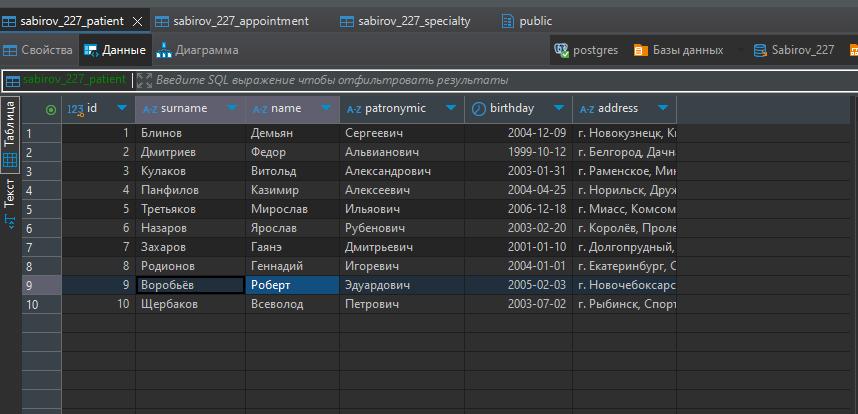 sabirov_227_patient sabirov_227_appointment sabirov_227_specialty public
Свойства Данные Диаграмма postgres Базы данных Sabirov_227
sabirov_227_patient Введите SQL выражение чтобы отфильтровать результаты
Таблица
Текст
123 id A-Z surname A-Z name A-Z patronymic birthday A-Z address
1 1 Блинов Демьян Сергеевич 2004-12-09 г. Новокузнецк, Ки
2 2 Дмитриев Федор Альвианович 1999-10-12 г. Белгород, Дачн
3 3 Кулаков Витольд Александрович 2003-01-31 г. Раменское, Мин
4 4 Панфилов Казимир Алексеевич 2004-04-25 г. Норильск, Друж
5 5 Третьяков Мирослав Ильяович 2006-12-18 г. Миасс, Комсом
6 6 Назаров Ярослав Рубенович 2003-02-20 г. Королёв, Проле
7 7 Захаров Гаянэ Дмитрьевич 2001-01-10 г. Долгопрудный,
8 8 Родионов Геннадий Игоревич 2004-01-01 г. Екатеринбург, С
9 9 Воробьёв Роберт Эдуардович 2005-02-03 г. Новочебоксарс
10 10 Щербаков Всеволод Петрович 2003-07-02 г. Рыбинск, Спорт